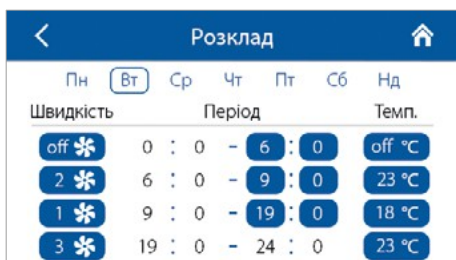 Розклад
Пн Вт Ср Чт Пт Сб Нд
Швидкість Період Темп.
off 0 : 0 - 6 : 0 off °C
2 6 : 0 - 9 : 0 23 °C
1 9 : 0 - 19 : 0 18 °C
3 19 : 0 - 24 : 0 23 °C